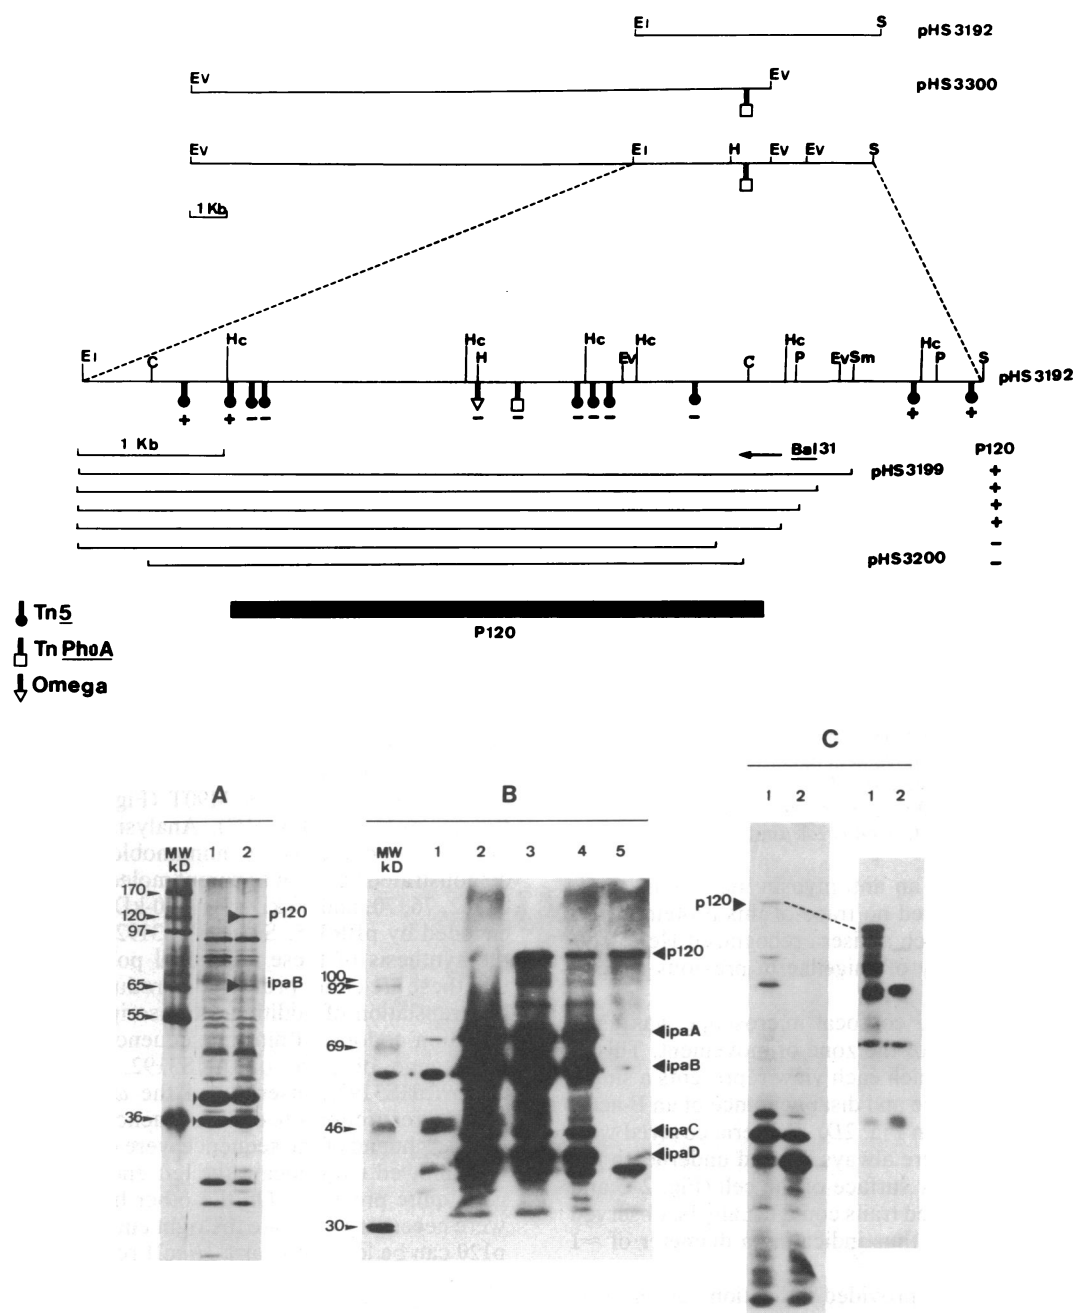 EI S pHS3192
Ev Ev pHS3300
Ev EI H Ev Ev S
1 Kb
EI C Hc Hc H Hc Ev Hc C Hc P Ev Sm Hc P S pHS3192
+ + - - - - - - - - + +
1 Kb Bal31 P120
pHS3199 +
+
+
+
-
pHS3200 -
P120
Tn5
Tn PhoA
Omega
A
MW kD 1 2
170
120
97
65
55
36
p120
ipaB
B
MW kD 1 2 3 4 5
100
92
69
46
30
p120
ipaA
ipaB
ipaC
ipaD
C
1 2 1 2
p120